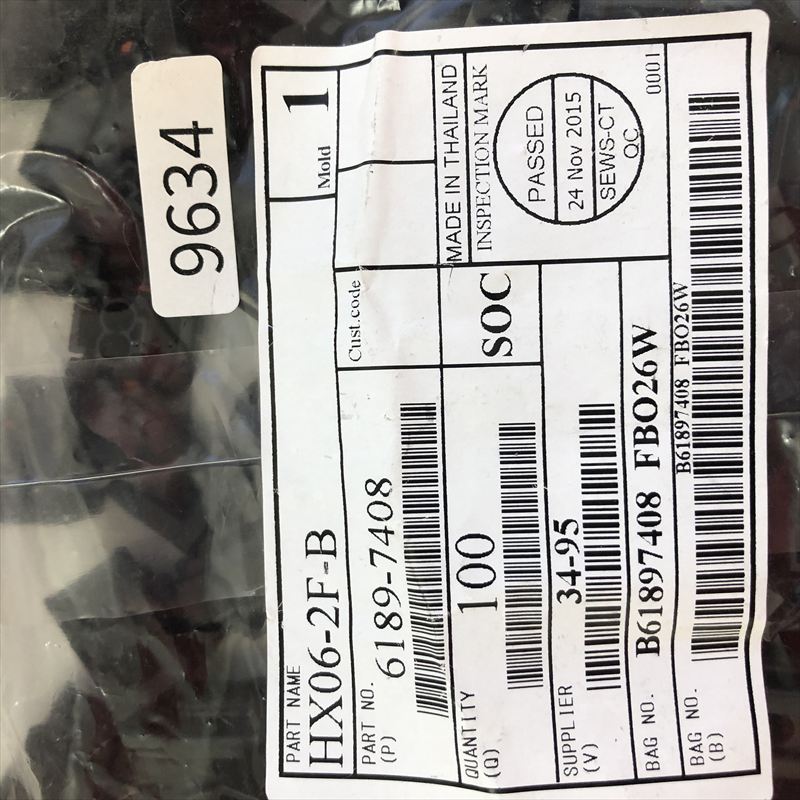 9634
PART NAME
HX06-2F-B
Mold 1
PART NO.
(P)
6189-7408
Cust.code
QUANTITY
(Q)
100
SOC
MADE IN THAILAND
INSPECTION MARK
PASSED
24 Nov 2015
SEWS-CT
QC
0001
SUPPLIER
(V)
34-95
BAG NO.
B61897408 FBO26W
BAG NO.
(B)
B61897408 FBO26W